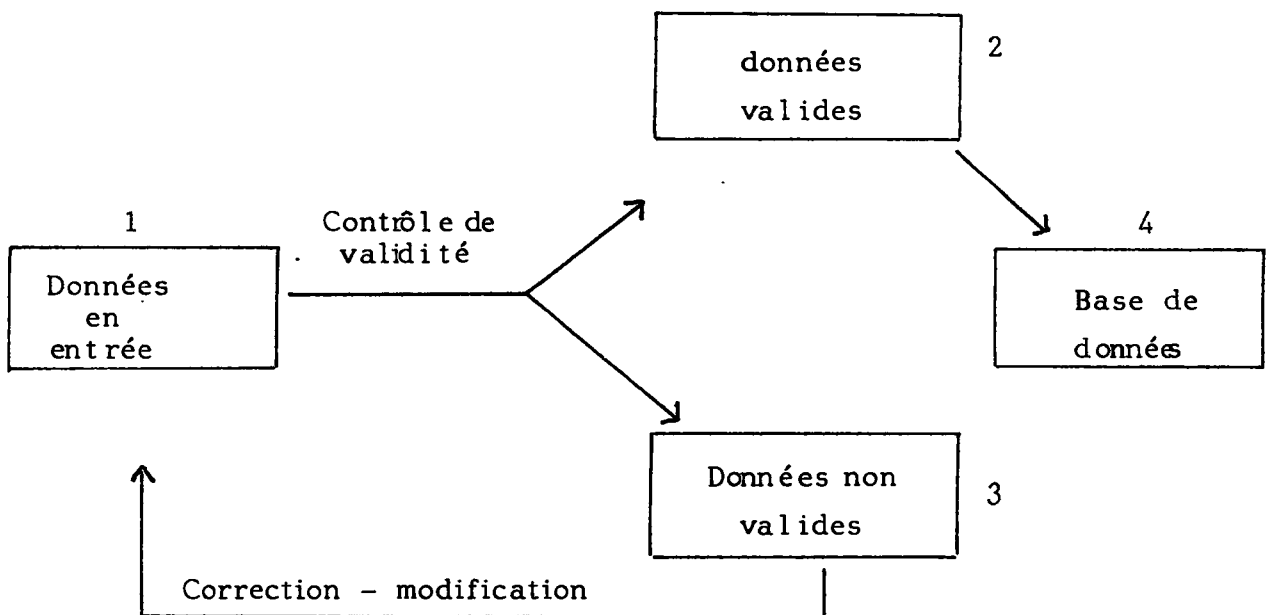 données
valides
2
1
Contrôle de
validité
4
Données
en
entrée
Base de
données
Données non
valides
3
Correction – modification